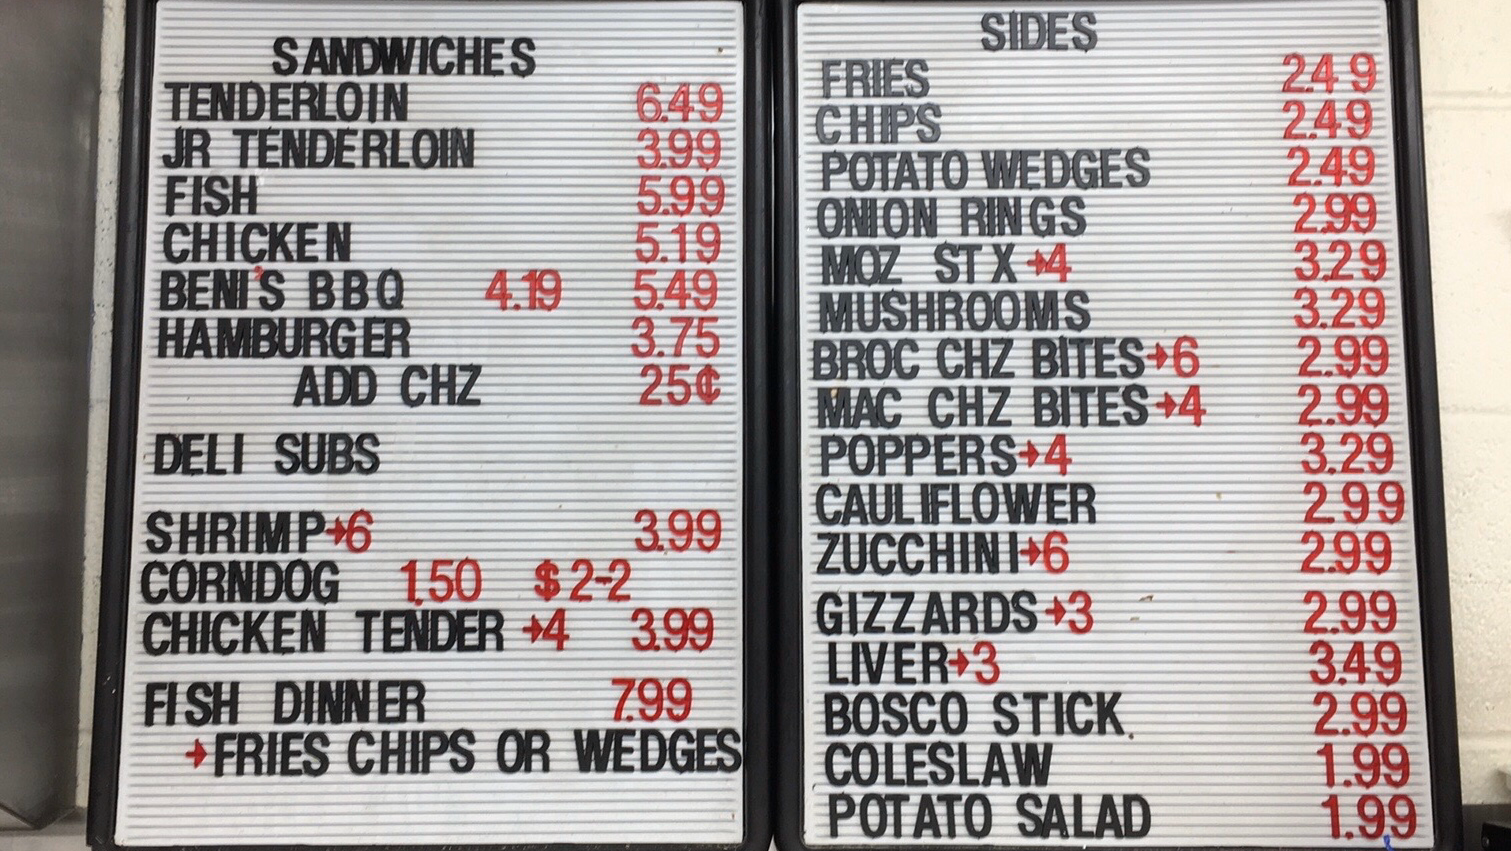 SANDWICHES
TENDERLOIN 6.49
JR TENDERLOIN 3.99
FISH 5.99
CHICKEN 5.19
BENI'S BBQ 4.19 5.49
HAMBURGER 3.75
ADD CHZ 25¢
DELI SUBS
SHRIMP→6 3.99
CORNDOG 1.50 $2-2
CHICKEN TENDER →4 3.99
FISH DINNER 7.99
→FRIES CHIPS OR WEDGES
SIDES
FRIES 2.49
CHIPS 2.49
POTATO WEDGES 2.49
ONION RINGS 2.99
MOZ STX→4 3.29
MUSHROOMS 3.29
BROC CHZ BITES→6 2.99
MAC CHZ BITES→4 2.99
POPPERS→4 3.29
CAULIFLOWER 2.99
ZUCCHINI→6 2.99
GIZZARDS→3 2.99
LIVER→3 3.49
BOSCO STICK. 2.99
COLESLAW 1.99
POTATO SALAD 1.99